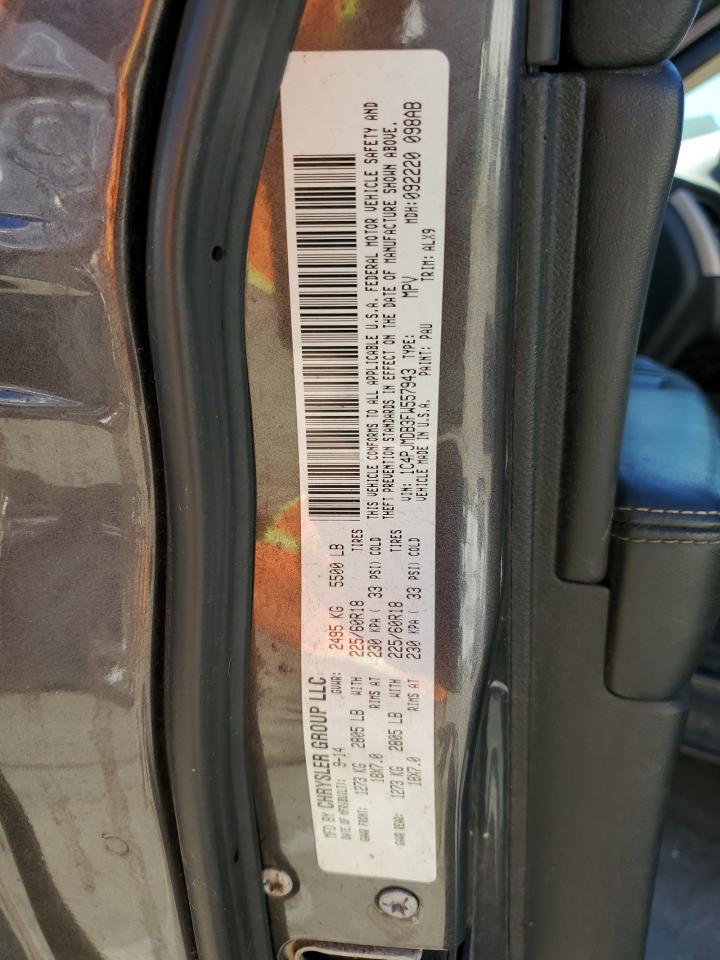 MFD BY CHRYSLER GROUP LLC
DATE OF MFR(BUILT): 9-14 GVWR: 2495 KG 5500 LB
GAWR FRONT: 1273 KG 2805 LB WITH 225/60R18 TIRES
18X7.0 RIMS AT 230 KPA ( 33 PSI) COLD
GAWR REAR: 1273 KG 2805 LB WITH 225/60R18 TIRES
18X7.0 RIMS AT 230 KPA ( 33 PSI) COLD
THIS VEHICLE CONFORMS TO ALL APPLICABLE U.S.A. FEDERAL MOTOR VEHICLE SAFETY AND
THEFT PREVENTION STANDARDS IN EFFECT ON THE DATE OF MANUFACTURE SHOWN ABOVE.
VIN: 1C4PJMDB3FW557943 TYPE: MPV MDH:092220 098AB
VEHICLE MADE IN U.S.A. PAINT: PAU TRIM: ALX9